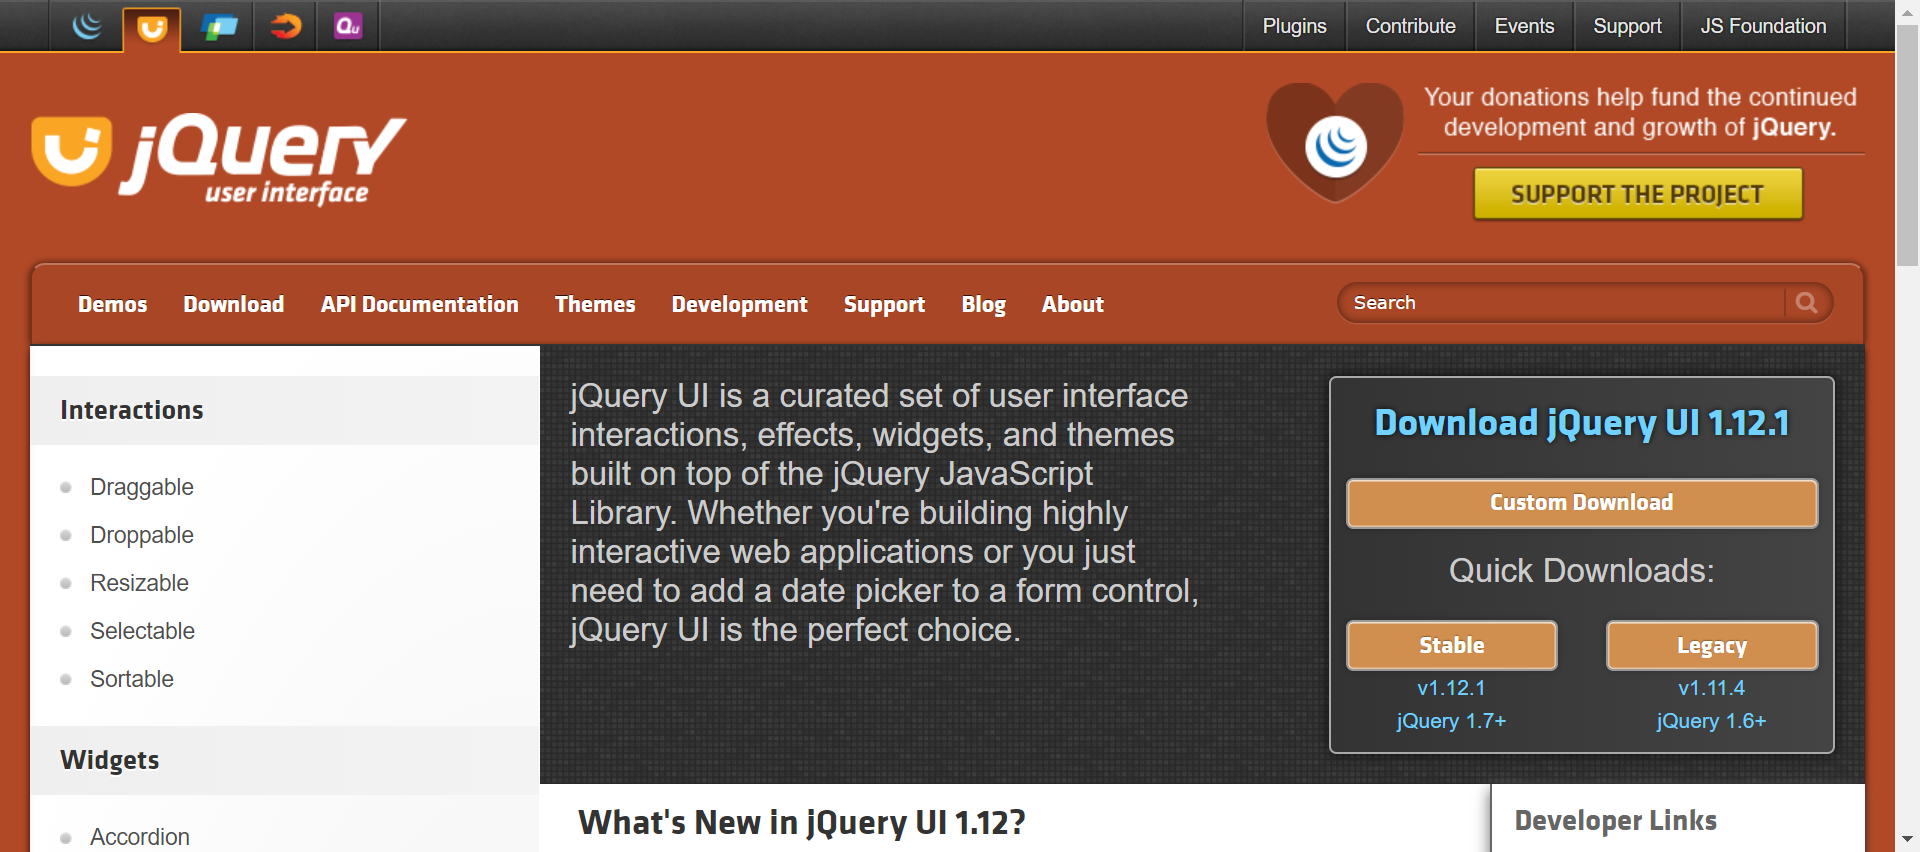 Qu
Plugins
Contribute
Events
Support
JS Foundation
jQuery
user interface
Your donations help fund the continued
development and growth of jQuery.
SUPPORT THE PROJECT
Demos
Download
API Documentation
Themes
Development
Support
Blog
About
Search
Interactions
Draggable
Droppable
Resizable
Selectable
Sortable
Widgets
Accordion
jQuery UI is a curated set of user interface
interactions, effects, widgets, and themes
built on top of the jQuery JavaScript
Library. Whether you're building highly
interactive web applications or you just
need to add a date picker to a form control,
jQuery UI is the perfect choice.
Download jQuery UI 1.12.1
Custom Download
Quick Downloads:
Stable
v1.12.1
jQuery 1.7+
Legacy
v1.11.4
jQuery 1.6+
What's New in jQuery UI 1.12?
Developer Links